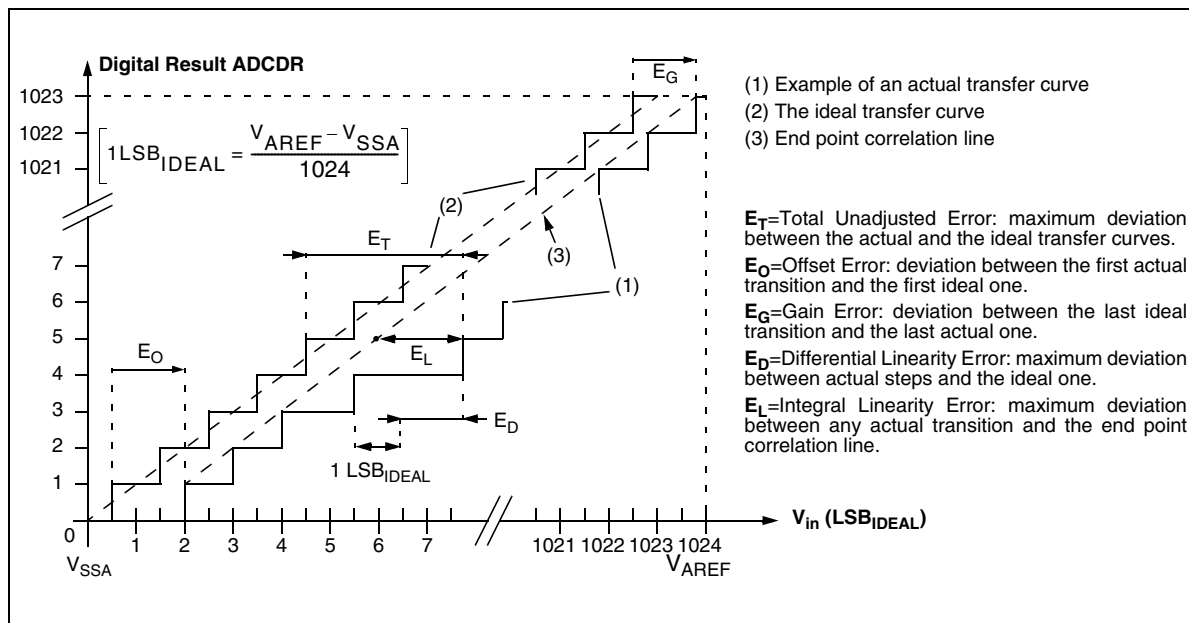 Digital Result ADCDR
1023
1022
1021
7
6
5
4
3
2
1
0
1LSB_IDEAL = (V_AREF – V_SSA) / 1024
E_G
(2)
(3)
(1)
E_T
E_O
E_L
E_D
1 LSB_IDEAL
1 2 3 4 5 6 7 1021 1022 1023 1024
V_in (LSB_IDEAL)
V_SSA
V_AREF
(1) Example of an actual transfer curve
(2) The ideal transfer curve
(3) End point correlation line
E_T=Total Unadjusted Error: maximum deviation
between the actual and the ideal transfer curves.
E_O=Offset Error: deviation between the first actual
transition and the first ideal one.
E_G=Gain Error: deviation between the last ideal
transition and the last actual one.
E_D=Differential Linearity Error: maximum deviation
between actual steps and the ideal one.
E_L=Integral Linearity Error: maximum deviation
between any actual transition and the end point
correlation line.